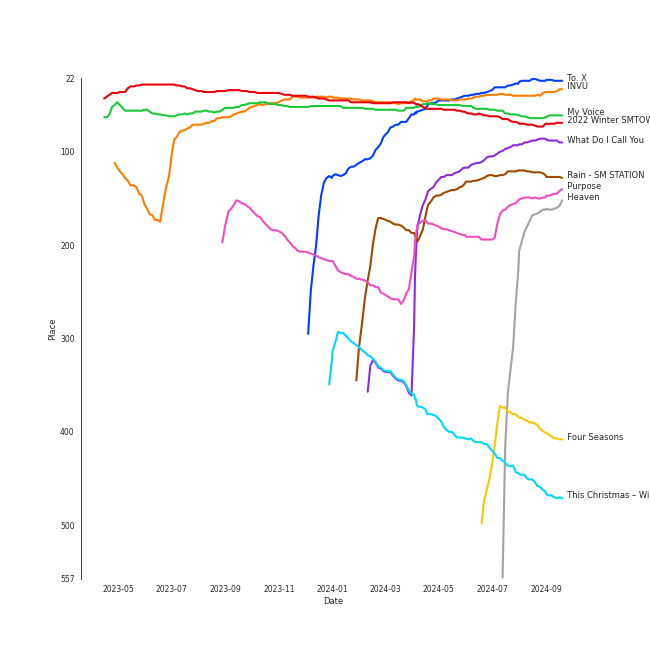 22
100
200
300
400
500
557
Place
2023-05 2023-07 2023-09 2023-11 2024-01 2024-03 2024-05 2024-07 2024-09
Date
To. X
INVU
My Voice
2022 Winter SMTOW
What Do I Call You
Rain - SM STATION
Purpose
Heaven
Four Seasons
This Christmas – Wi